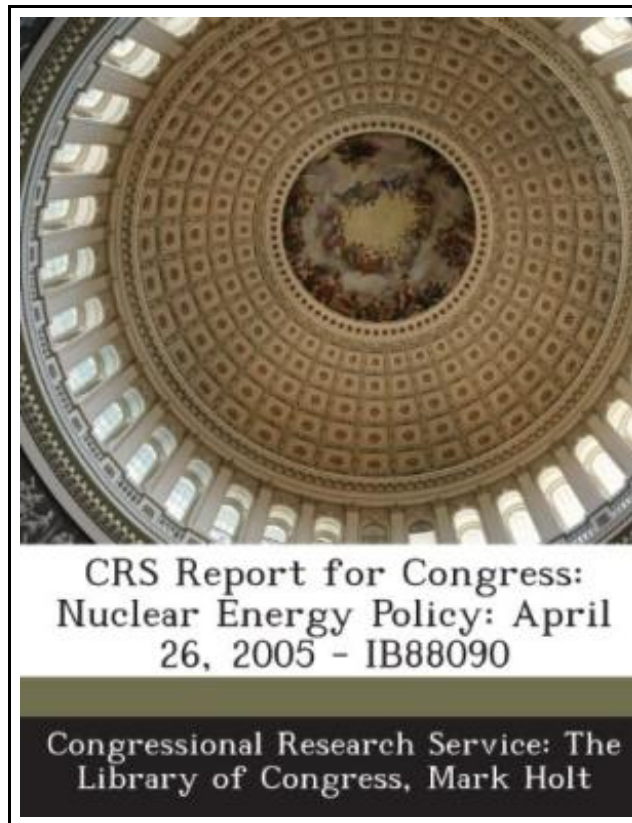 CRS Report for Congress:
Nuclear Energy Policy: April
26, 2005 - IB88090
Congressional Research Service: The
Library of Congress, Mark Holt